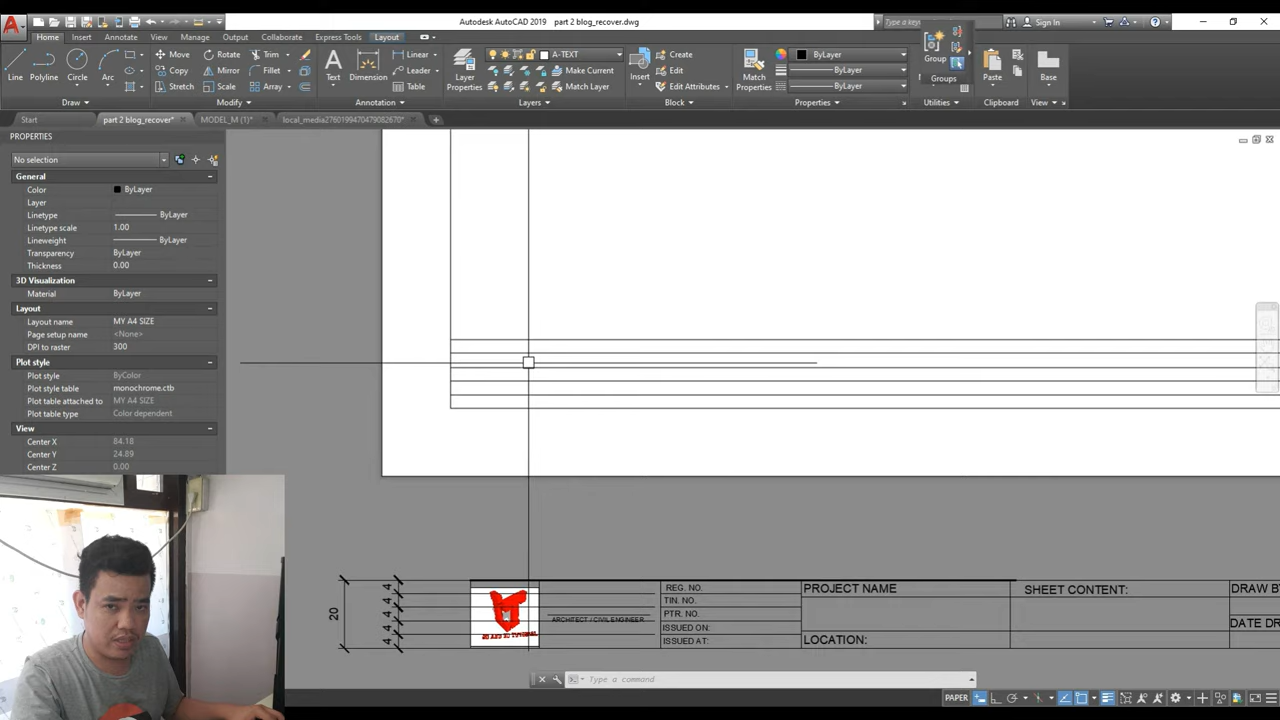 Autodesk AutoCAD 2019 part 2 blog_recover.dwg
Type a key
Sign In
Home Insert Annotate View Manage Output Collaborate Express Tools Layout
Line Polyline Circle Arc
Move Rotate Trim
Copy Mirror Fillet
Stretch Scale Array
Text Dimension
Linear
Leader
Table
Layer Properties
A-TEXT
Make Current
Match Layer
Insert
Create
Edit
Edit Attributes
Match Properties
ByLayer
ByLayer
ByLayer
Group
Groups
Paste
Base
Draw Modify Annotation Layers Block Properties Utilities Clipboard View
Start part 2 blog_recover* MODEL_M (1)* local_media2760199470479082670*
PROPERTIES
No selection
General
Color ByLayer
Layer
Linetype ByLayer
Linetype scale 1.00
Lineweight ByLayer
Transparency ByLayer
Thickness 0.00
3D Visualization
Material ByLayer
Layout
Layout name MY A4 SIZE
Page setup name <None>
DPI to raster 300
Plot style
Plot style ByColor
Plot style table monochrome.ctb
Plot table attached to MY A4 SIZE
Plot table type Color dependent
View
Center X 84.18
Center Y 24.89
Center Z 0.00
20
4
4
4
4
4
ARCHITECT / CIVIL ENGINEER
REG. NO.
TIN. NO.
PTR. NO.
ISSUED ON:
ISSUED AT:
PROJECT NAME
LOCATION:
SHEET CONTENT:
DRAW BY
DATE DR
Type a command
PAPER